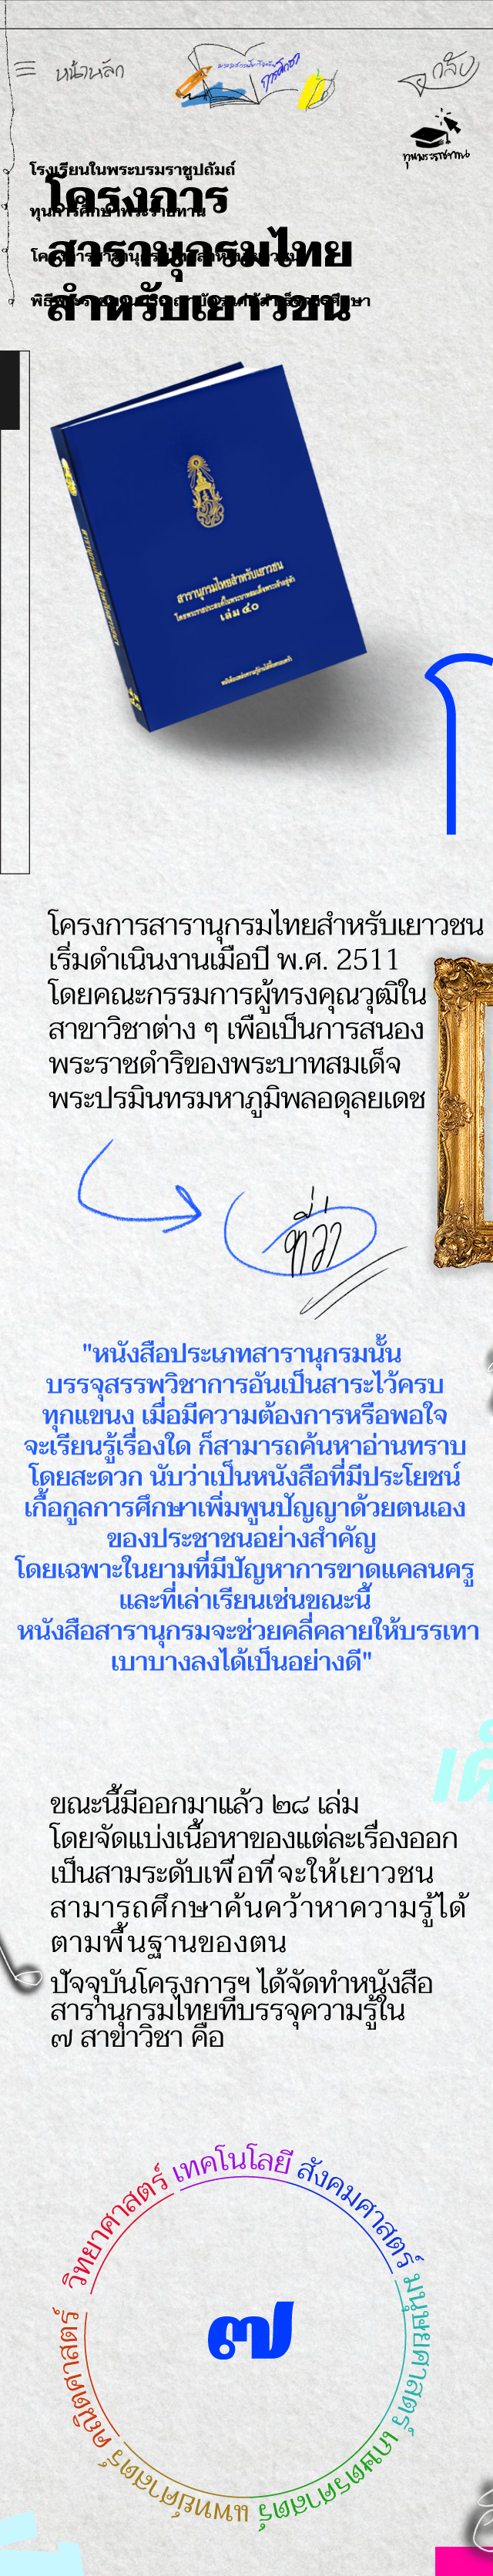 หน้าหลัก
พระราชกรณียกิจด้าน
การศึกษา
กลับ
ทุนพระราชทาน
โรงเรียนในพระบรมราชูปถัมถ์
ทุนการศึกษาพระราชทาน
โครงการ
สารานุกรมไทย
สำหรับเยาวชน
สารานุกรมไทยสำหรับเยาวชน
โดยพระราชประสงค์ในพระบาทสมเด็จพระเจ้าอยู่หัว
เล่ม ๔๐
โครงการสารานุกรมไทยสำหรับเยาวชน
เริ่มดำเนินงานเมื่อปี พ.ศ. 2511
โดยคณะกรรมการผู้ทรงคุณวุฒิใน
สาขาวิชาต่าง ๆ เพื่อเป็นการสนอง
พระราชดำริของพระบาทสมเด็จ
พระปรมินทรมหาภูมิพลอดุลยเดช
ที่ว่า
"หนังสือประเภทสารานุกรมนั้น
บรรจุสรรพวิชาการอันเป็นสาระไว้ครบ
ทุกแขนง เมื่อมีความต้องการหรือพอใจ
จะเรียนรู้เรื่องใด ก็สามารถค้นหาอ่านทราบ
โดยสะดวก นับว่าเป็นหนังสือที่มีประโยชน์
เกื้อกูลการศึกษาเพิ่มพูนปัญญาด้วยตนเอง
ของประชาชนอย่างสำคัญ
โดยเฉพาะในยามที่มีปัญหาการขาดแคลนครู
และที่เล่าเรียนเช่นขณะนี้
หนังสือสารานุกรมจะช่วยคลี่คลายให้บรรเทา
เบาบางลงได้เป็นอย่างดี"
ขณะนี้มีออกมาแล้ว ๒๘ เล่ม
โดยจัดแบ่งเนื้อหาของแต่ละเรื่องออก
เป็นสามระดับเพื่อที่จะให้เยาวชน
สามารถศึกษาค้นคว้าหาความรู้ได้
ตามพื้นฐานของตน
ปัจจุบันโครงการฯ ได้จัดทำหนังสือ
สารานุกรมไทยที่บรรจุความรู้ใน
๗ สาขาวิชา คือ
วิทยาศาสตร์ เทคโนโลยี สังคมศาสตร์ มนุษยศาสตร์ เกษตรศาสตร์ แพทย์ศาสตร์ คณิตศาสตร์
๗